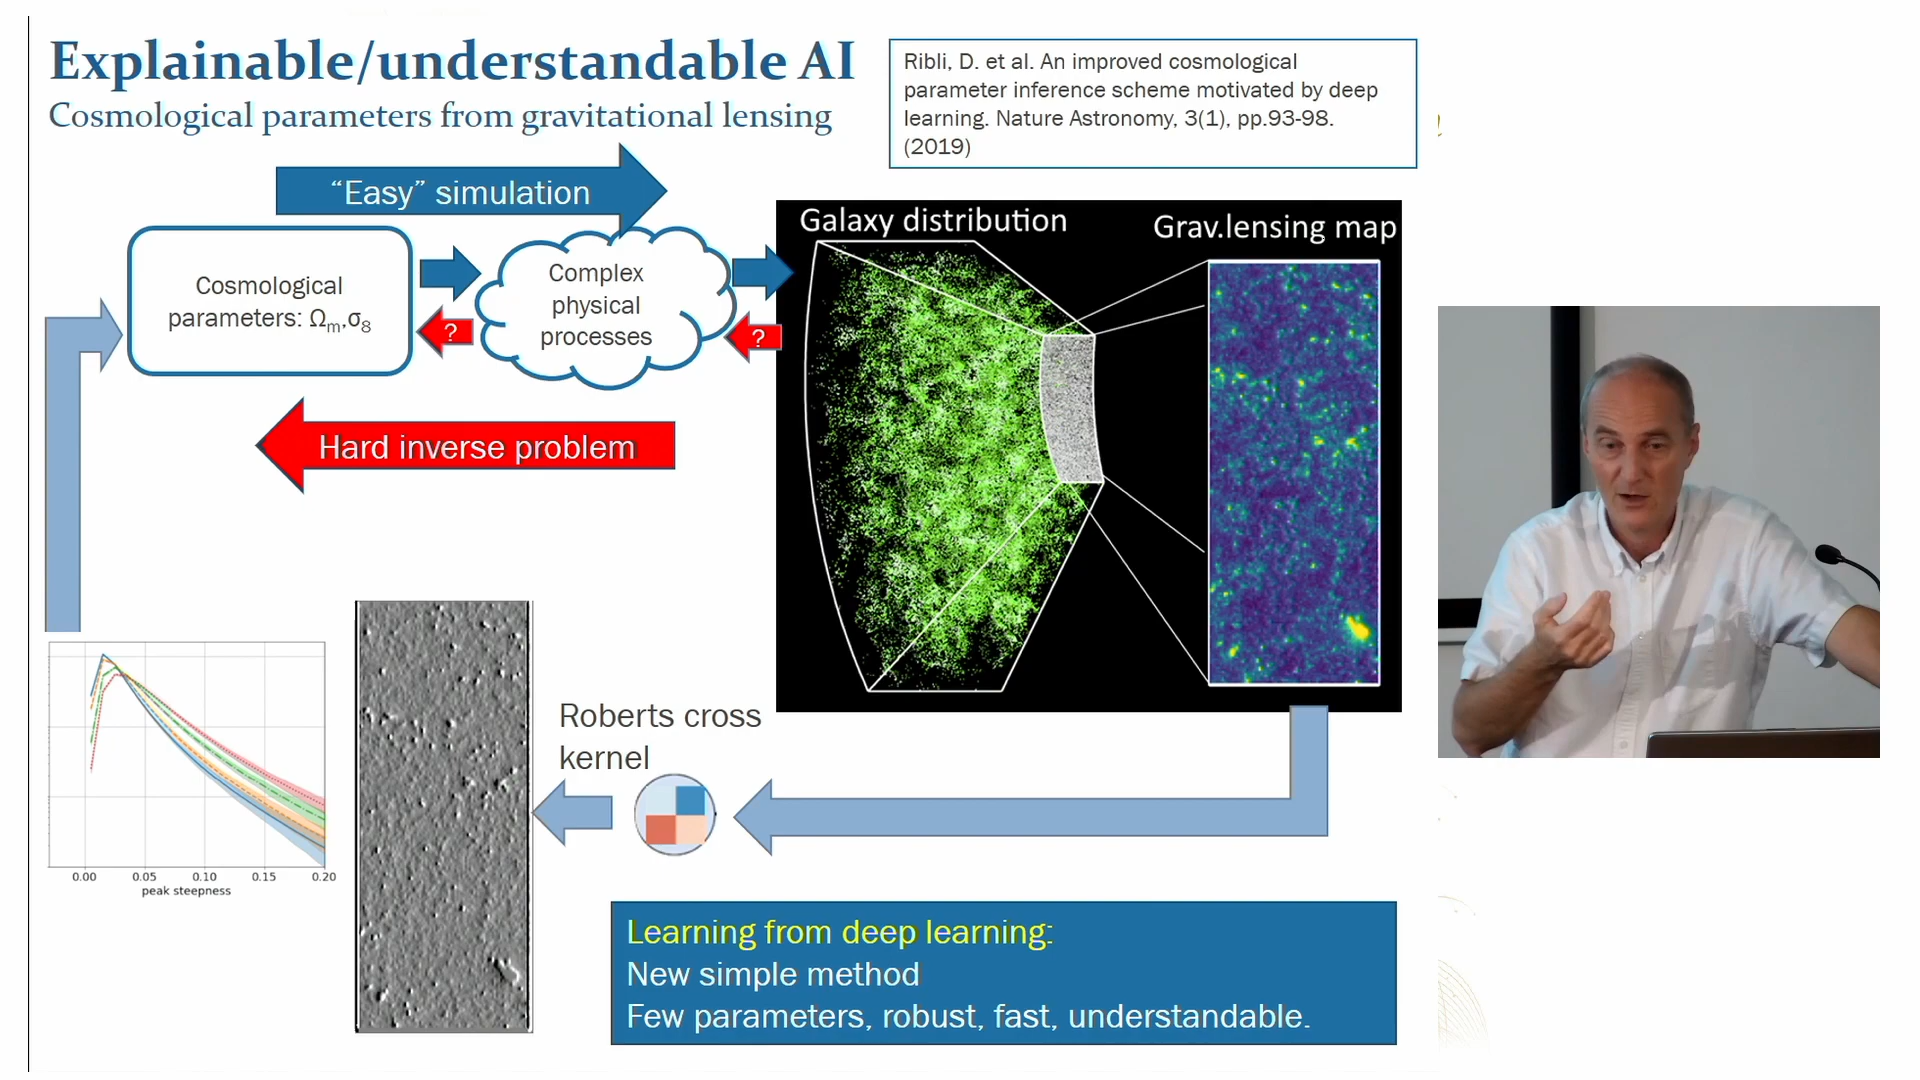 Explainable/understandable AI
Cosmological parameters from gravitational lensing
Ribli, D. et al. An improved cosmological
parameter inference scheme motivated by deep
learning. Nature Astronomy, 3(1), pp.93-98.
(2019)
“Easy” simulation
Galaxy distribution
Grav.lensing map
Cosmological
parameters: Ωm,σ8
Complex
physical
processes
?
?
Hard inverse problem
Roberts cross
kernel
0.00 0.05 0.10 0.15 0.20
peak steepness
Learning from deep learning:
New simple method
Few parameters, robust, fast, understandable.